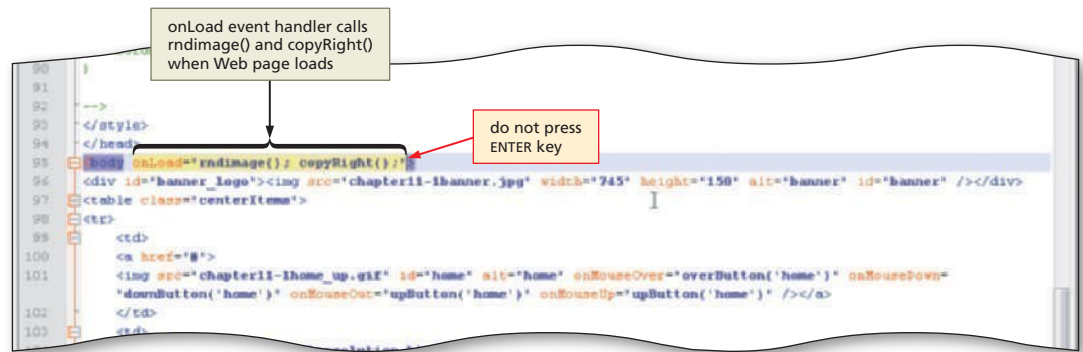 onLoad event handler calls
rndimage() and copyRight()
when Web page loads
90 }
91
92 -->
93 </style>
94 </head>
do not press
ENTER key
95 <body onLoad="rndimage(); copyRight();">
96 <div id="banner_logo"><img src="chapter11-1banner.jpg" width="745" height="150" alt="banner" id="banner" /></div>
97 <table class="centerItems">
98 <tr>
99 <td>
100 <a href="#">
101 <img src="chapter11-1home_up.gif" id="home" alt="home" onMouseOver="overButton('home')" onMouseDown=
"downButton('home')" onMouseOut="upButton('home')" onMouseUp="upButton('home')" /></a>
102 </td>
103 <td>